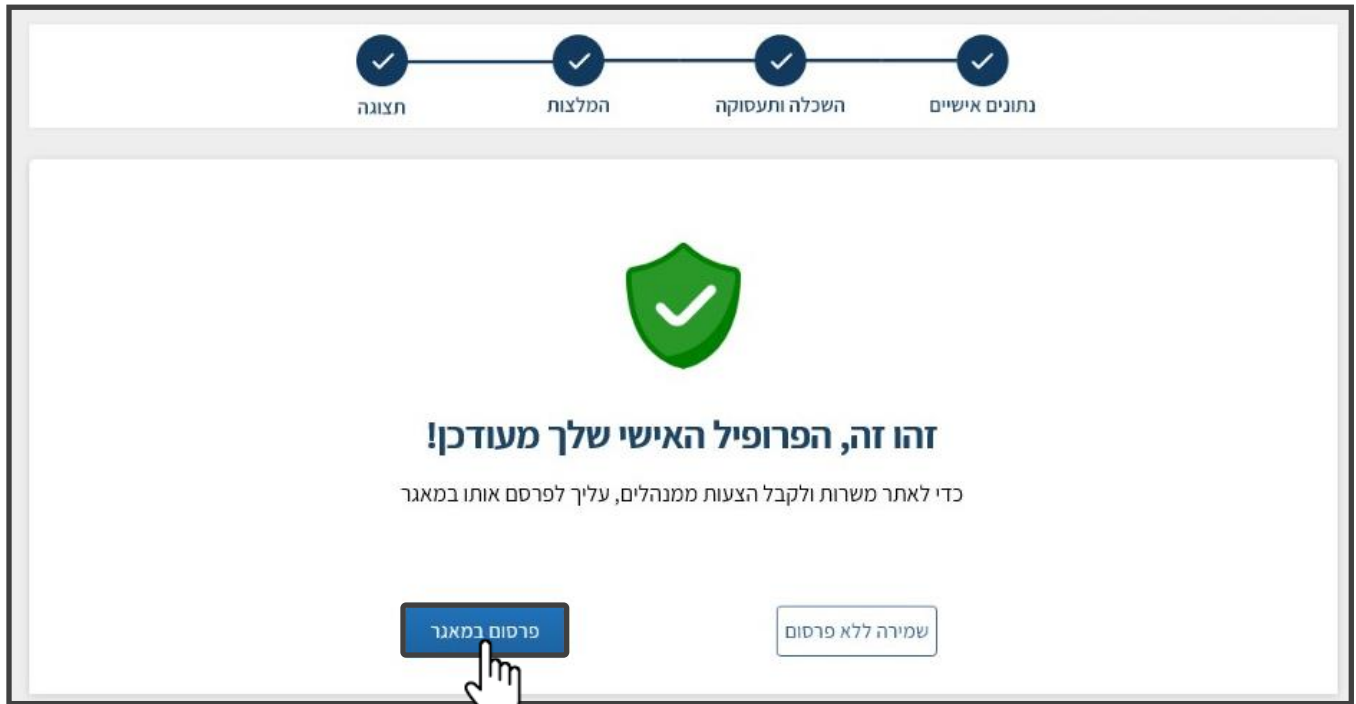 נתונים אישיים
השכלה ותעסוקה
המלצות
תצוגה
זהו זה, הפרופיל האישי שלך מעודכן!
כדי לאתר משרות ולקבל הצעות ממנהלים, עליך לפרסם אותו במאגר
שמירה ללא פרסום
פרסום במאגר